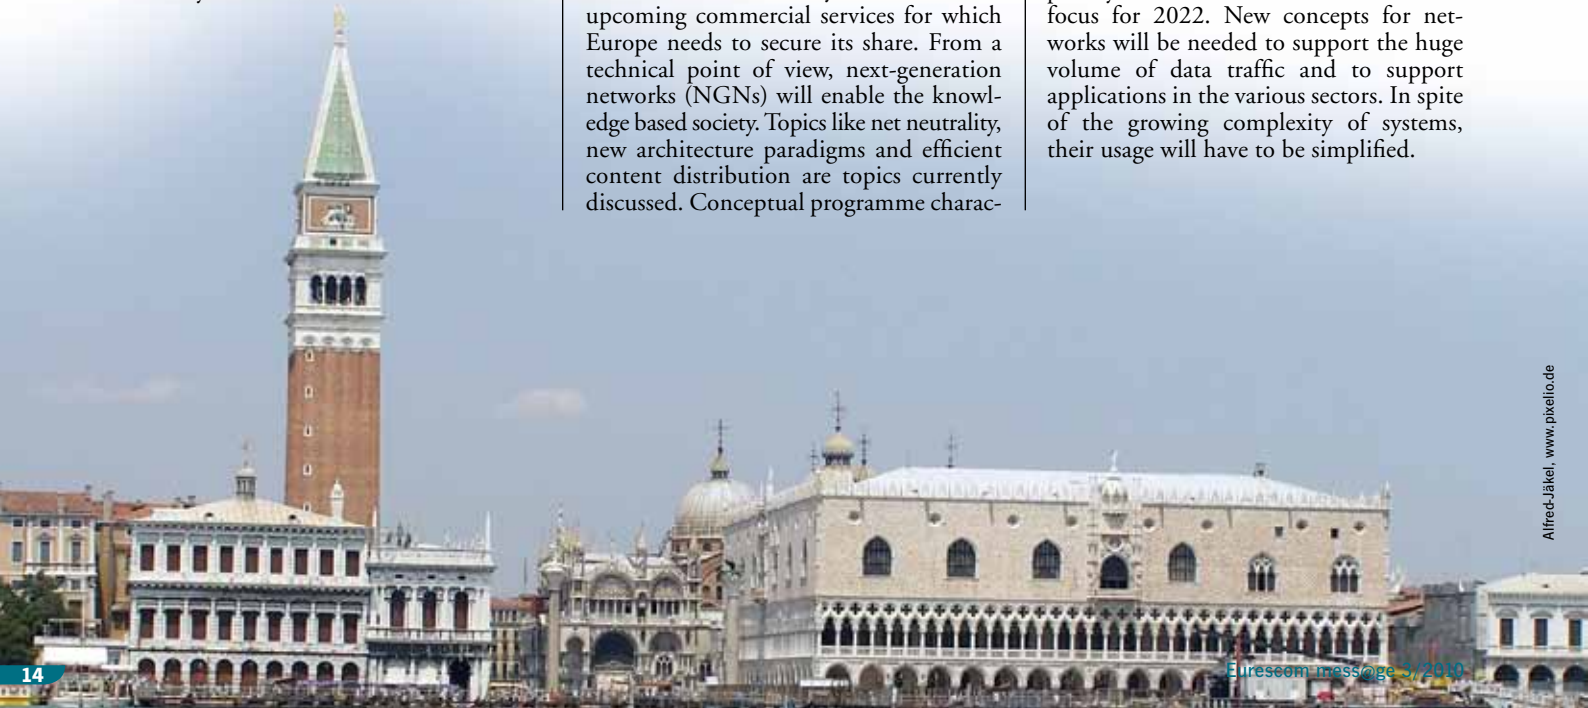 upcoming commercial services for which
Europe needs to secure its share. From a
technical point of view, next-generation
networks (NGNs) will enable the knowl-
edge based society. Topics like net neutrality,
new architecture paradigms and efficient
content distribution are topics currently
discussed. Conceptual programme charac-
focus for 2022. New concepts for net-
works will be needed to support the huge
volume of data traffic and to support
applications in the various sectors. In spite
of the growing complexity of systems,
their usage will have to be simplified.
Alfred-Jäkel, www.pixelio.de
14
Eurescom mess@ge 3/2010